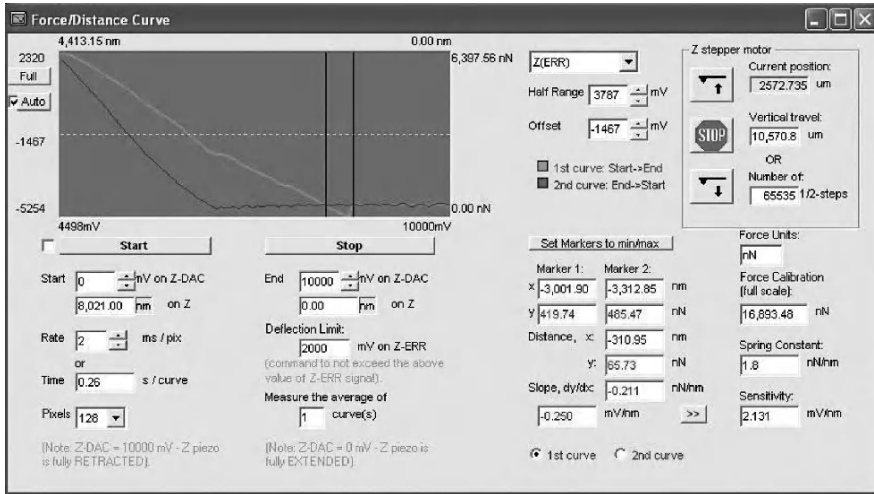 Force/Distance Curve
4,413.15 nm
0.00 nm
2320
6,397.56 nN
Full
Auto
-1467
-5254
0.00 nN
4498mV
10000mV
Start
Stop
Start 0 mV on Z-DAC
8,021.00 nm on Z
Rate 2 ms / pix
or
Time 0.26 s / curve
Pixels 128
(Note: Z-DAC = 10000 mV - Z piezo
is fully RETRACTED).
End 10000 mV on Z-DAC
0.00 nm on Z
Deflection Limit:
2000 mV on Z-ERR
(command to not exceed the above
value of Z-ERR signal).
Measure the average of
1 curve(s)
(Note: Z-DAC = 0 mV - Z piezo is
fully EXTENDED).
Z(ERR)
Half Range 3787 mV
Offset -1467 mV
1st curve: Start->End
2nd curve: End->Start
Set Markers to min/max
Marker 1: Marker 2:
x -3,001.90 -3,312.85 nm
y 419.74 485.47 nN
Distance, x: -310.95 nm
y: 65.73 nN
Slope, dy/dx: -0.211 nN/nm
-0.250 mV/nm >>
1st curve 2nd curve
Z stepper motor
Current position:
2572.735 um
STOP
Vertical travel:
10,570.8 um
OR
Number of:
65535 1/2-steps
Force Units:
nN
Force Calibration
(full scale):
16,893.48 nN
Spring Constant:
1.8 nN/nm
Sensitivity:
2.131 mV/nm